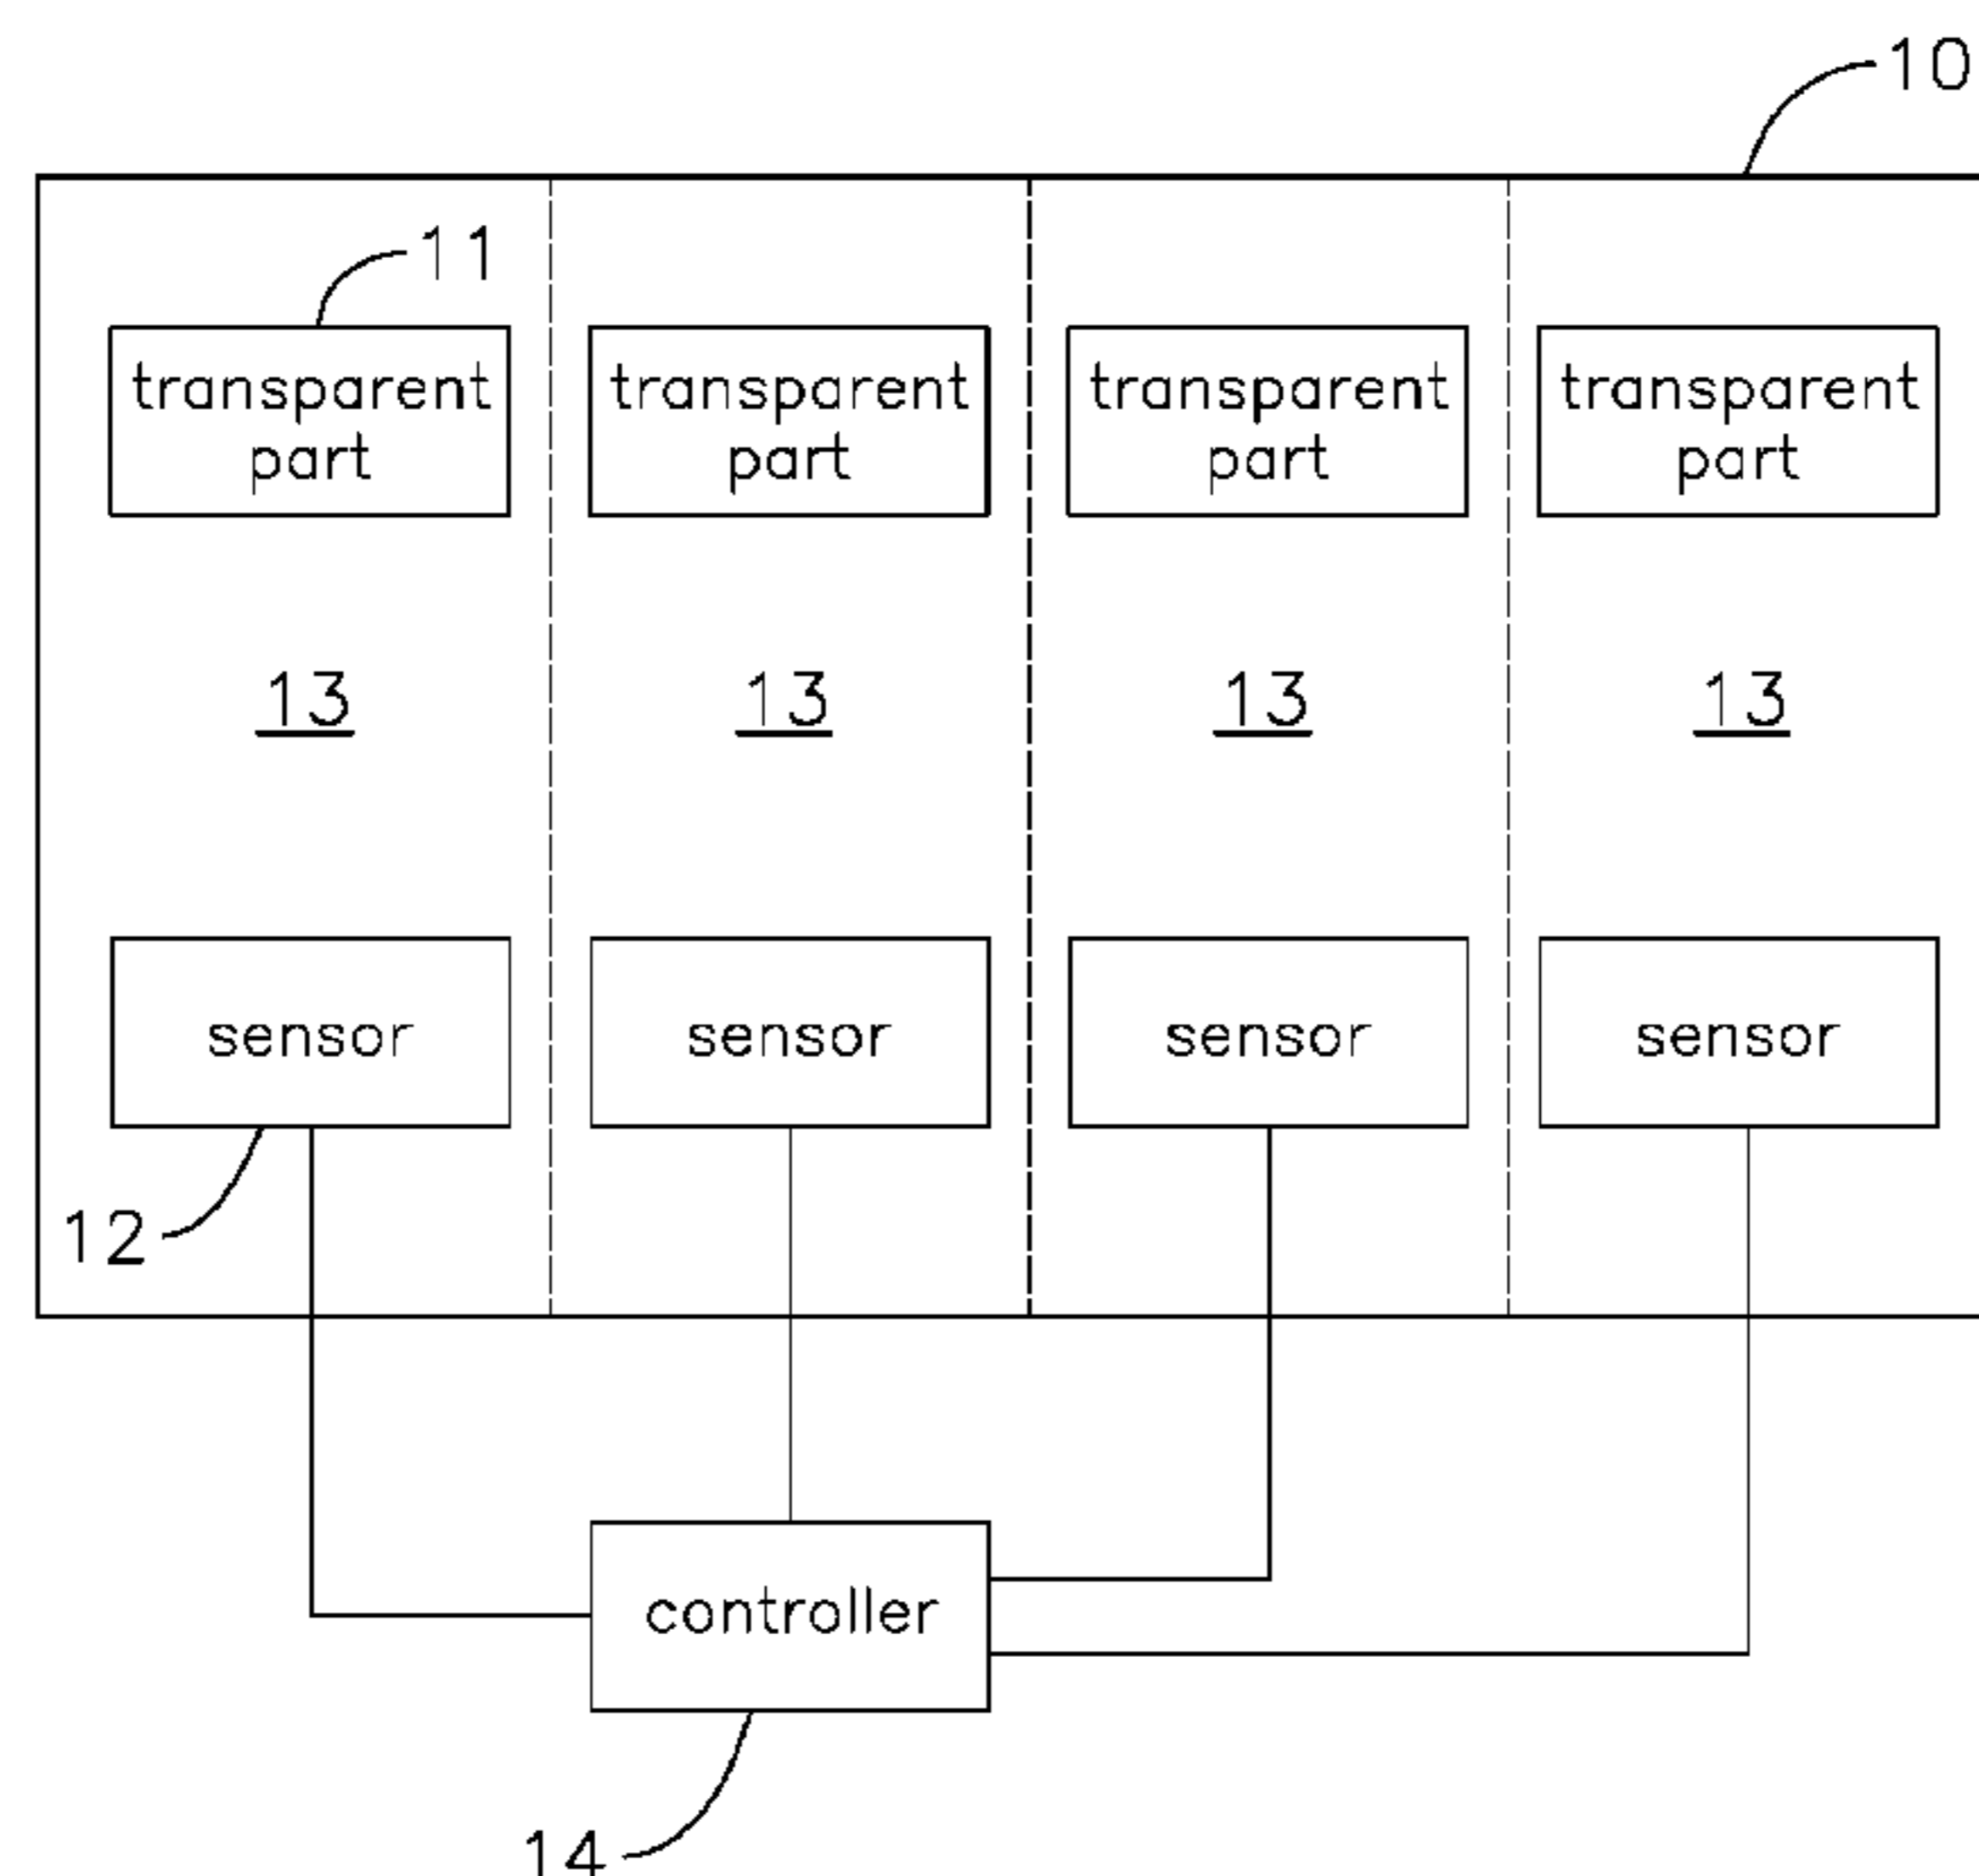 10
11
transparent part
transparent part
transparent part
transparent part
13 13 13 13
sensor sensor sensor sensor
12
controller
14